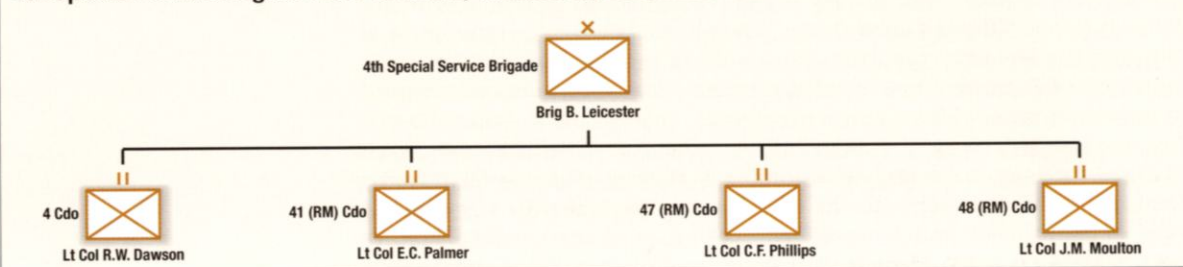 4th Special Service Brigade
Brig B. Leicester
4 Cdo
41 (RM) Cdo
47 (RM) Cdo
48 (RM) Cdo
Lt Col R.W. Dawson
Lt Col E.C. Palmer
Lt Col C.F. Phillips
Lt Col J.M. Moulton